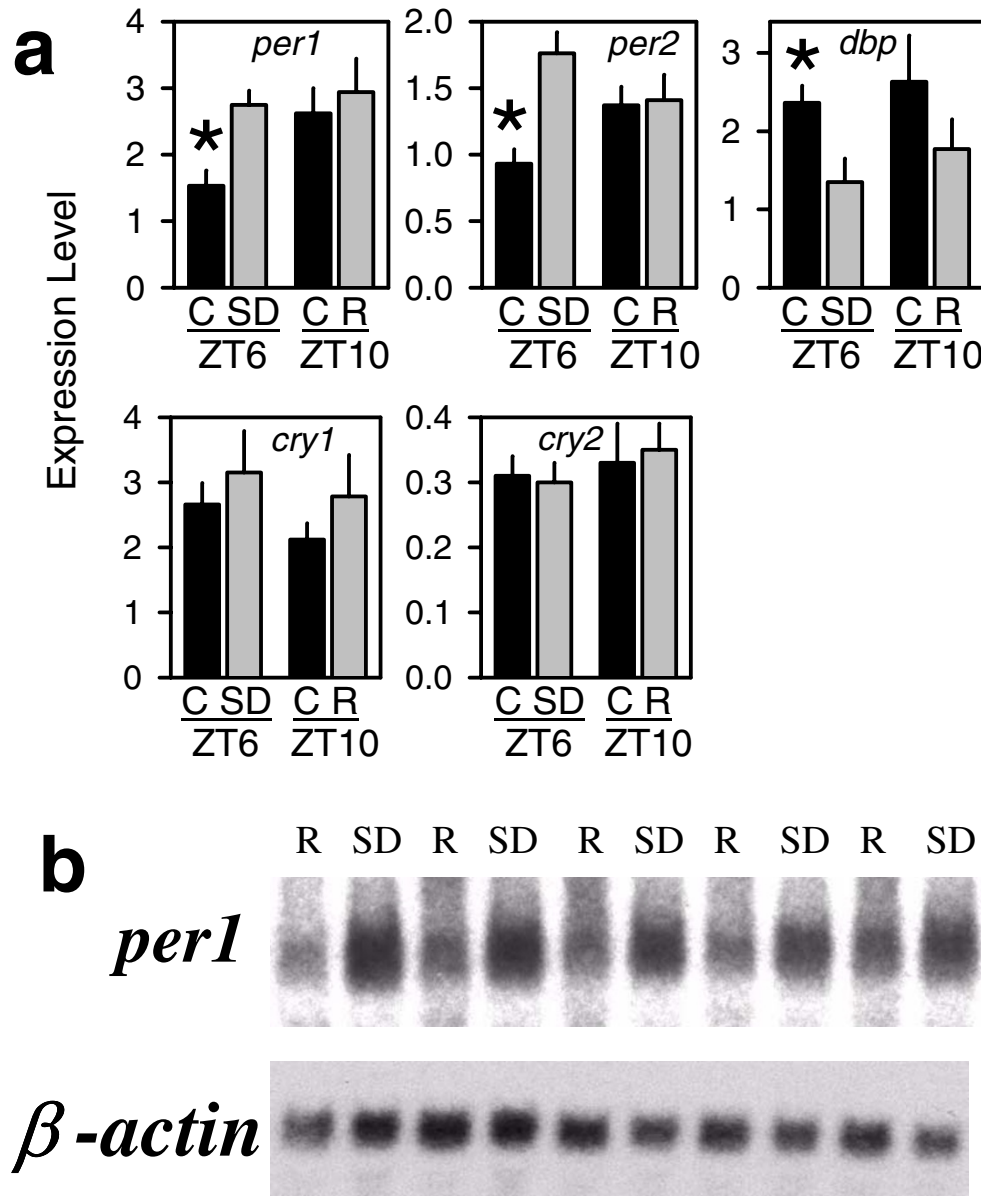 a
Expression Level
per1
4
3
2
1
0
*
C SD C R
ZT6 ZT10
per2
2.0
1.5
1.0
0.5
0.0
*
C SD C R
ZT6 ZT10
dbp
3
2
1
0
*
C SD C R
ZT6 ZT10
cry1
4
3
2
1
0
C SD C R
ZT6 ZT10
cry2
0.4
0.3
0.2
0.1
0.0
C SD C R
ZT6 ZT10
b
R SD R SD R SD R SD R SD
per1
β-actin